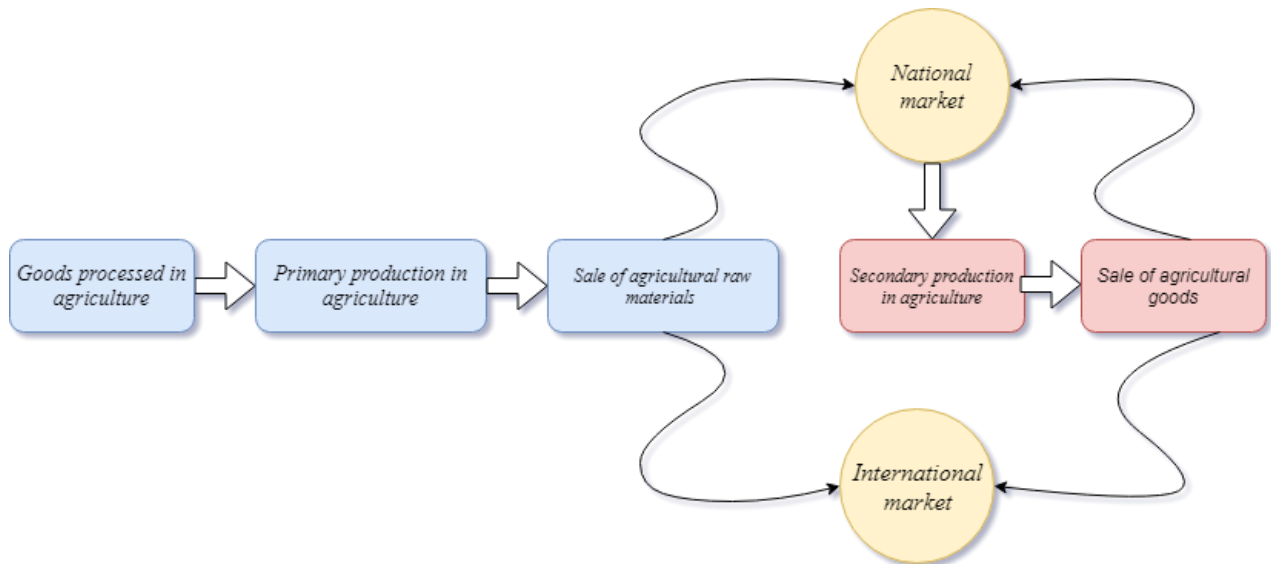 National
market
Goods processed in
agriculture
Primary production in
agriculture
Sale of agricultural raw
materials
Secondary production
in agriculture
Sale of agricultural
goods
International
market